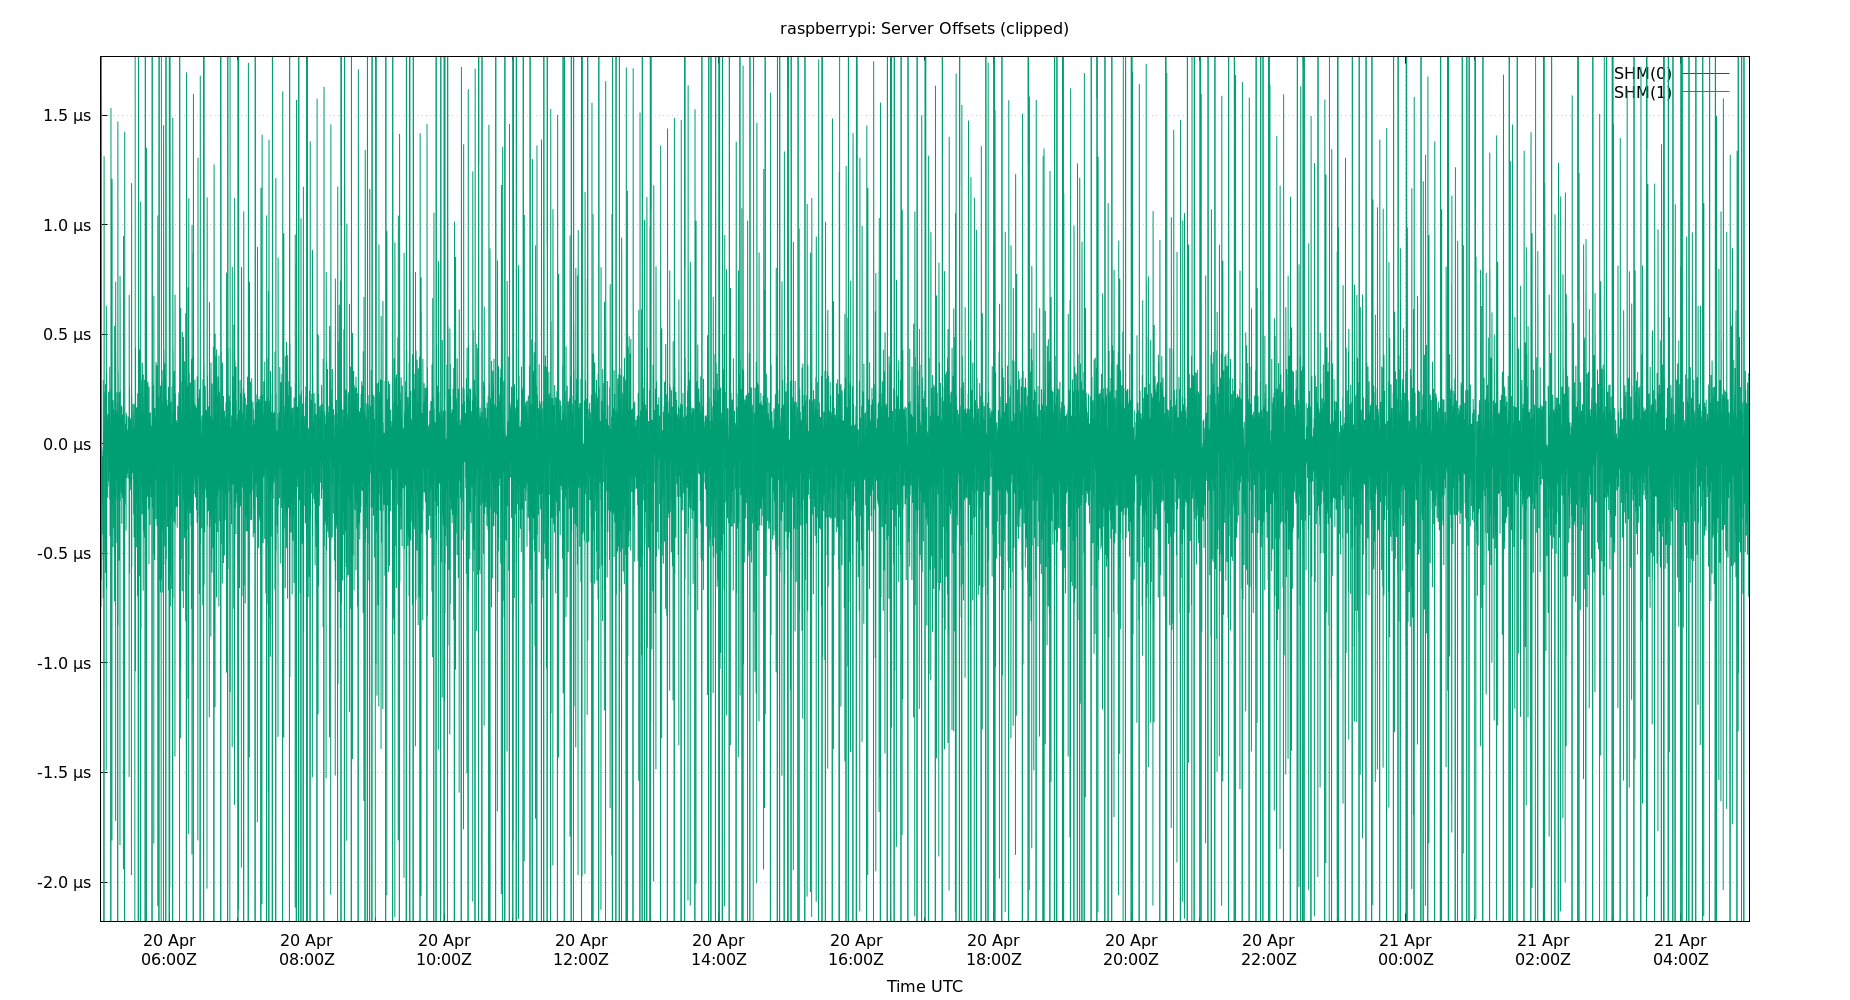 raspberrypi: Server Offsets (clipped)
SHM(0)
SHM(1)
1.5 µs
1.0 µs
0.5 µs
0.0 µs
-0.5 µs
-1.0 µs
-1.5 µs
-2.0 µs
20 Apr 20 Apr 20 Apr 20 Apr 20 Apr 20 Apr 20 Apr 20 Apr 20 Apr 21 Apr 21 Apr 21 Apr
06:00Z 08:00Z 10:00Z 12:00Z 14:00Z 16:00Z 18:00Z 20:00Z 22:00Z 00:00Z 02:00Z 04:00Z
Time UTC